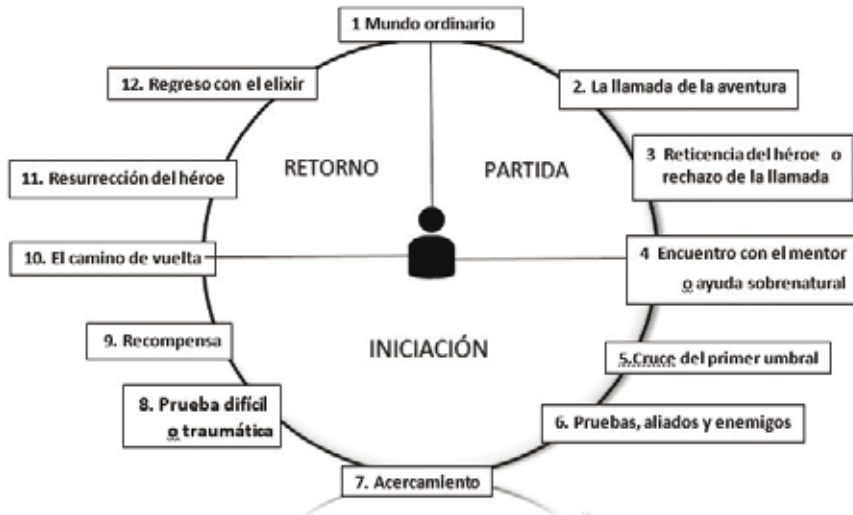 1 Mundo ordinario
12. Regreso con el elixir
2. La llamada de la aventura
RETORNO
PARTIDA
3 Reticencia del héroe o
rechazo de la llamada
11. Resurrección del héroe
10. El camino de vuelta
4 Encuentro con el mentor
o ayuda sobrenatural
INICIACIÓN
9. Recompensa
5.Cruce del primer umbral
8. Prueba difícil
o traumática
6. Pruebas, aliados y enemigos
7. Acercamiento